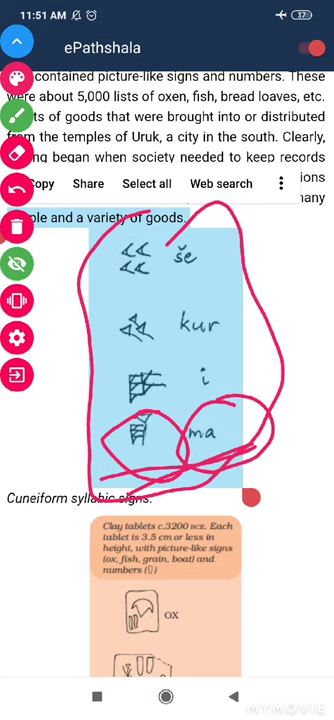 11:51 AM
37
ePathshala
contained picture-like signs and numbers. These
were about 5,000 lists of oxen, fish, bread loaves, etc.
of goods that were brought into or distributed
from the temples of Uruk, a city in the south. Clearly,
began when society needed to keep records
Copy Share Select all Web search
and a variety of goods.
še
kur
i
ma
Cuneiform syllabic signs.
Clay tablets c.3200 BCE. Each
tablet is 3.5 cm or less in
height, with picture-like signs
(ox, fish, grain, boat) and
numbers
OX
MTMOVIE